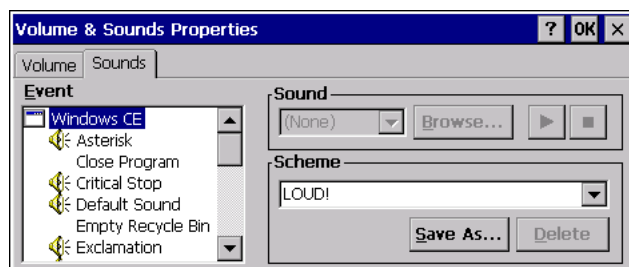 Volume & Sounds Properties ? OK ×
Volume Sounds
Event
Windows CE
Asterisk
Close Program
Critical Stop
Default Sound
Empty Recycle Bin
Exclamation
Sound
(None) Browse...
Scheme
LOUD!
Save As... Delete